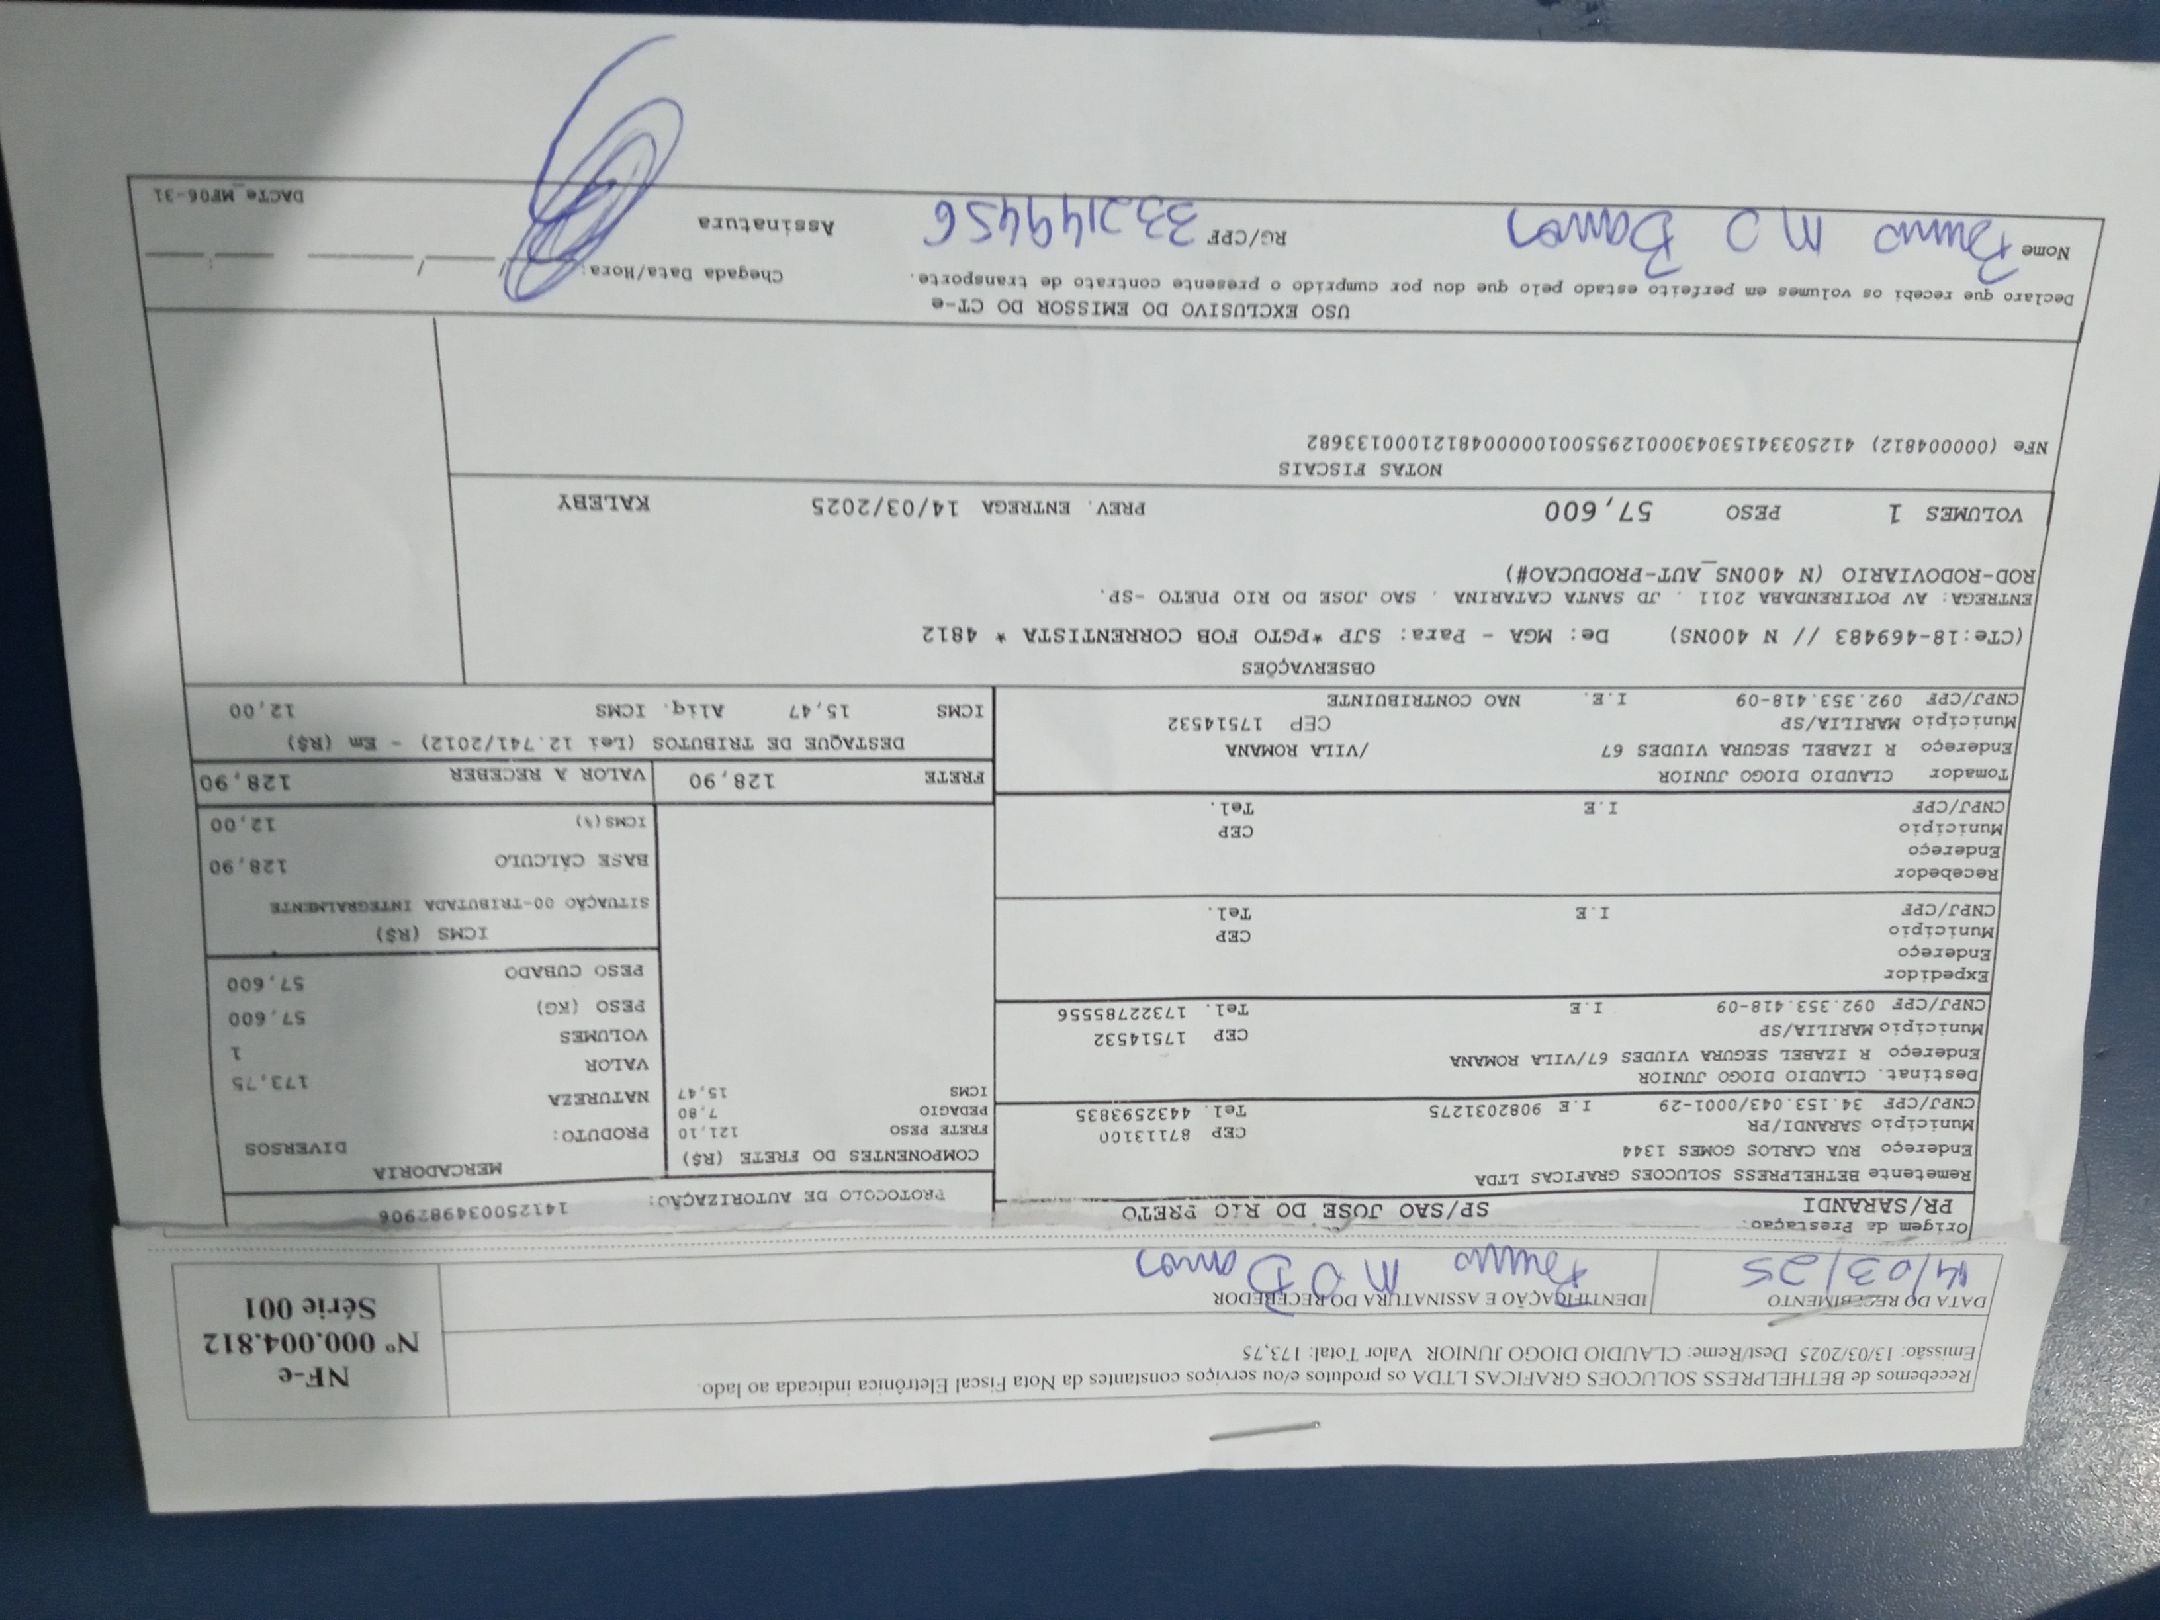 Recebemos de BETHELPRESS SOLUCOES GRAFICAS LTDA os produtos e/ou serviços constantes da Nota Fiscal Eletrônica indicada ao lado.
Emissão: 13/03/2025 Dest/Reme: CLAUDIO DIOGO JUNIOR Valor Total: 173,75
NF-e
Nº 000.004.812
Série 001
DATA DO RECEBIMENTO
14/03/25
IDENTIFICAÇÃO E ASSINATURA DO RECEBEDOR
Bruno M O
Origem da Prestação:
PR/SARANDI SP/SAO JOSE DO RIO PRETO
PROTOCOLO DE AUTORIZAÇÃO:
Remetente BETHELPRESS SOLUCOES GRAFICAS LTDA
Endereço RUA CARLOS GOMES 1344
Município SARANDI/PR CEP 87113100
CNPJ/CPF 34.153.043/0001-29 I.E 9082031275 Tel. 4432593835
Destinat. CLAUDIO DIOGO JUNIOR
Endereço R IZABEL SEGURA VIUDES 67/VILA ROMANA
Município MARILIA/SP CEP 17514532
CNPJ/CPF 092.353.418-09 I.E Tel. 17322785556
Expedidor
Endereço
Município CEP
CNPJ/CPF I.E Tel.
Recebedor
Endereço
Município CEP
CNPJ/CPF I.E Tel.
Tomador CLAUDIO DIOGO JUNIOR
Endereço R IZABEL SEGURA VIUDES 67 /VILA ROMANA
Município MARILIA/SP CEP 17514532
CNPJ/CPF 092.353.418-09 I.E. NAO CONTRIBUINTE
COMPONENTES DO FRETE (R$)
FRETE PESO 121,10
PEDAGIO 7,80
ICMS 15,47
MERCADORIA
PRODUTO: DIVERSOS
NATUREZA
VALOR 173,75
VOLUMES 1
PESO (KG) 57,600
PESO CUBADO 57,600
ICMS (R$)
SITUAÇÃO 00-TRIBUTADA INTEGRALMENTE
BASE CÁLCULO 128,90
ICMS(%) 12,00
FRETE 128,90 VALOR A RECEBER 128,90
DESTAQUE DE TRIBUTOS (Lei 12.741/2012) - Em (R$)
ICMS 15,47 Aliq. ICMS 12,00
OBSERVAÇÕES
(CTe:18-469483 // N 400NS) De: MGA - Para: SJP *PGTO FOB CORRENTISTA * 4812
ENTREGA: AV POTIRENDABA 2011 . JD SANTA CATARINA . SAO JOSE DO RIO PRETO -SP.
ROD-RODOVIARIO (N 400NS_AUT-PRODUCAO#)
VOLUMES 1 PESO 57,600 PREV. ENTREGA 14/03/2025 KALEBY
NOTAS FISCAIS
NFe (000004812) 41250334153043000129550010000048121000133682
USO EXCLUSIVO DO EMISSOR DO CT-e
Declaro que recebi os volumes em perfeito estado pelo que dou por cumprido o presente contrato de transporte.
Chegada Data/Hora: __/__/____ __:__
Nome Bruno M O RG/CPF 332149456 Assinatura
DACTe_MF06-31